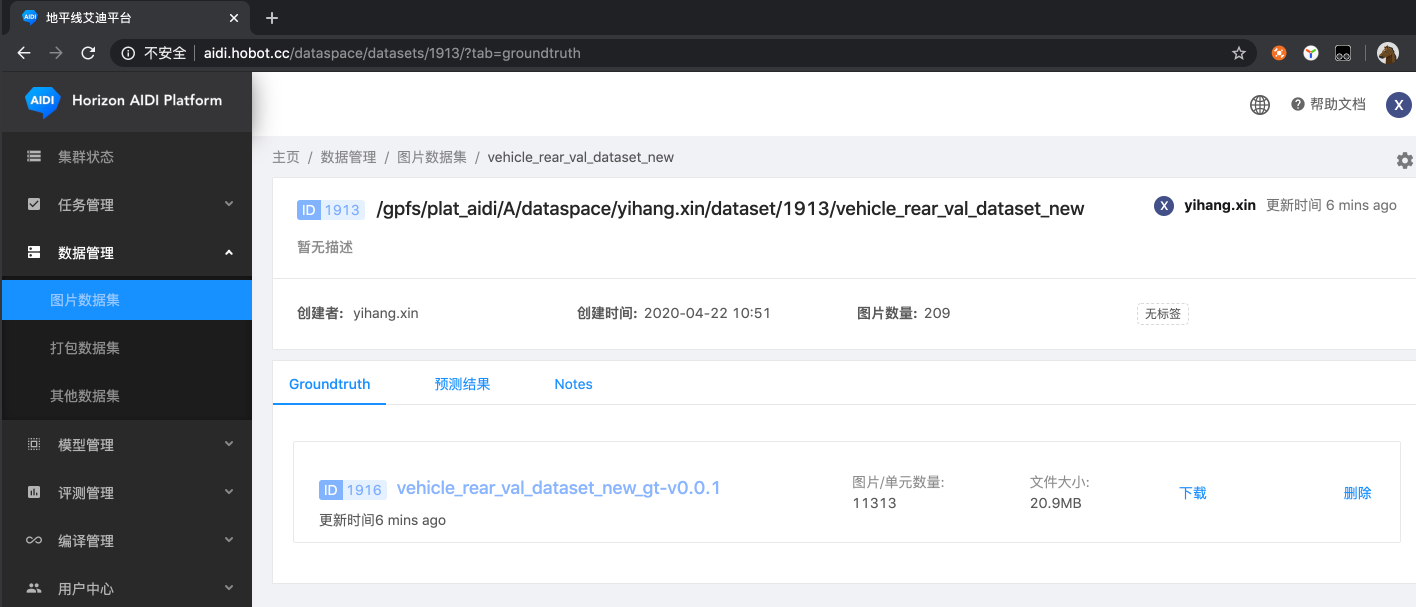 地平线艾迪平台
不安全 aidi.hobot.cc/dataspace/datasets/1913/?tab=groundtruth
AIDI Horizon AIDI Platform
帮助文档 X
集群状态
任务管理
数据管理
图片数据集
打包数据集
其他数据集
模型管理
评测管理
编译管理
用户中心
主页 / 数据管理 / 图片数据集 / vehicle_rear_val_dataset_new
ID 1913 /gpfs/plat_aidi/A/dataspace/yihang.xin/dataset/1913/vehicle_rear_val_dataset_new X yihang.xin 更新时间 6 mins ago
暂无描述
创建者: yihang.xin 创建时间: 2020-04-22 10:51 图片数量: 209 无标签
Groundtruth 预测结果 Notes
ID 1916 vehicle_rear_val_dataset_new_gt-v0.0.1
更新时间6 mins ago
图片/单元数量:
11313
文件大小:
20.9MB
下载
删除